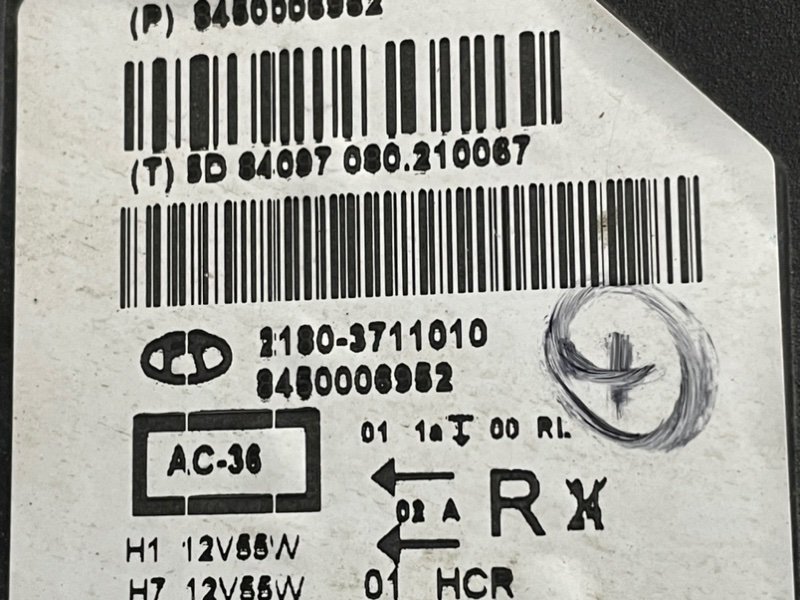 (P) 8450006952
(T) 5D 84097 080.210067
2180-3711010
8450006952
AC-36
01 1a 00 RL
02 A
R
H1 12V55W
H7 12V55W
01 HCR